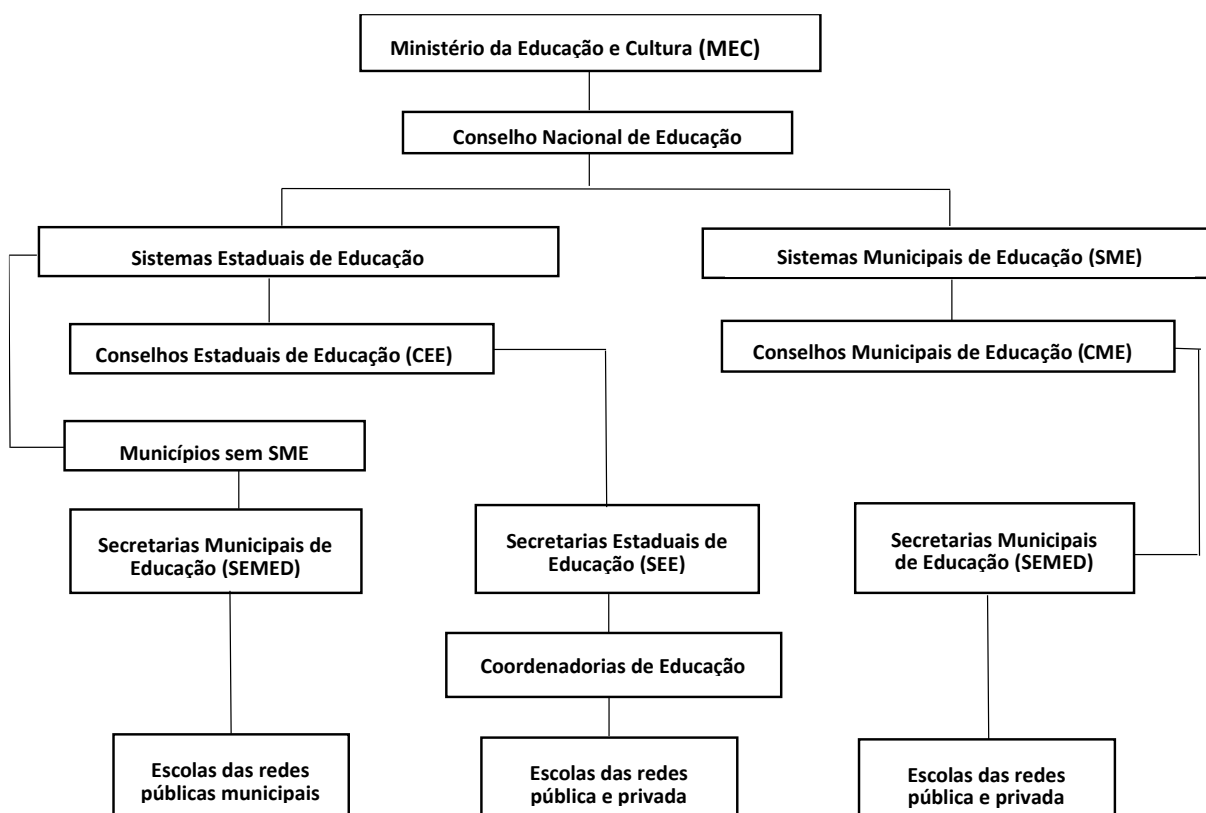 Ministério da Educação e Cultura (MEC)
Conselho Nacional de Educação
Sistemas Estaduais de Educação
Sistemas Municipais de Educação (SME)
Conselhos Estaduais de Educação (CEE)
Conselhos Municipais de Educação (CME)
Municípios sem SME
Secretarias Municipais de
Educação (SEMED)
Secretarias Estaduais de
Educação (SEE)
Secretarias Municipais
de Educação (SEMED)
Coordenadorias de Educação
Escolas das redes
públicas municipais
Escolas das redes
pública e privada
Escolas das redes
pública e privada